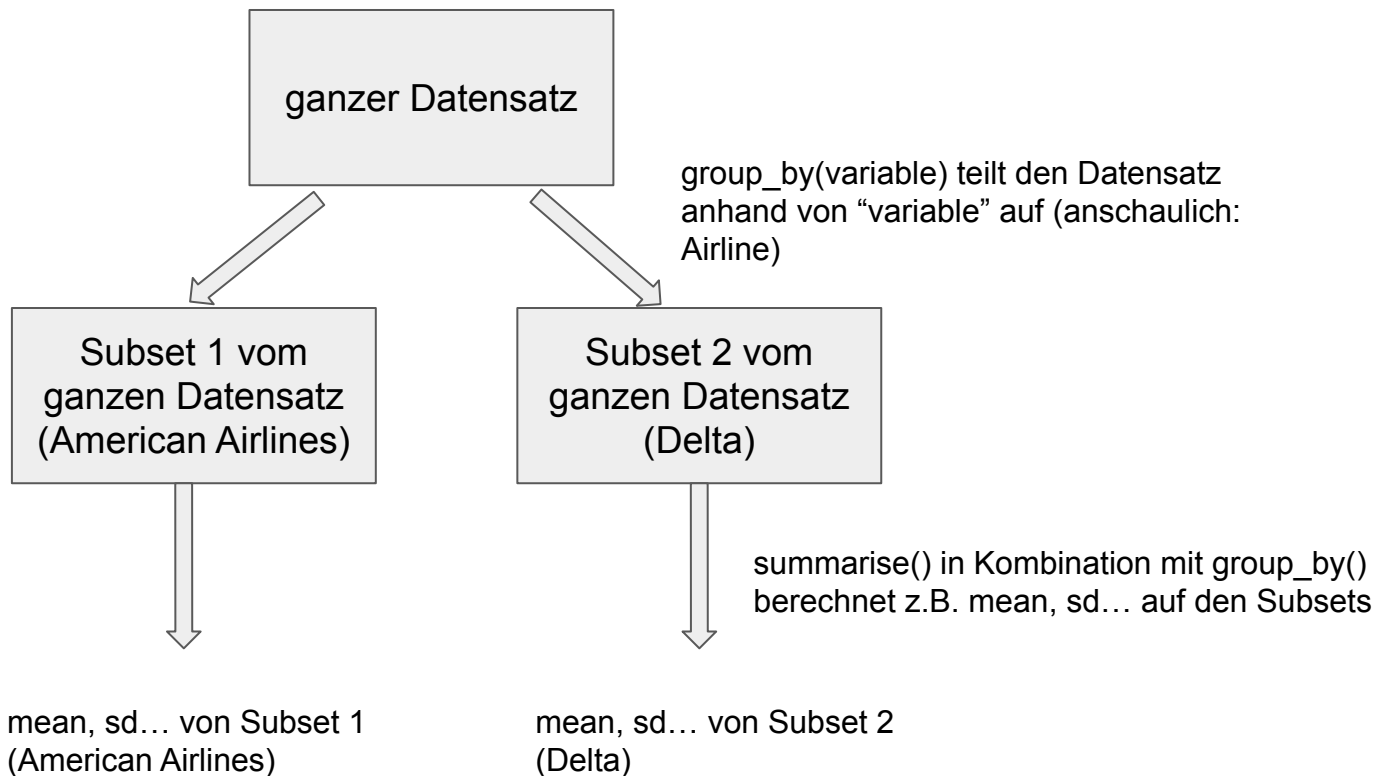 ganzer Datensatz
group_by(variable) teilt den Datensatz
anhand von “variable” auf (anschaulich:
Airline)
Subset 1 vom
ganzen Datensatz
(American Airlines)
Subset 2 vom
ganzen Datensatz
(Delta)
summarise() in Kombination mit group_by()
berechnet z.B. mean, sd… auf den Subsets
mean, sd… von Subset 1
(American Airlines)
mean, sd… von Subset 2
(Delta)